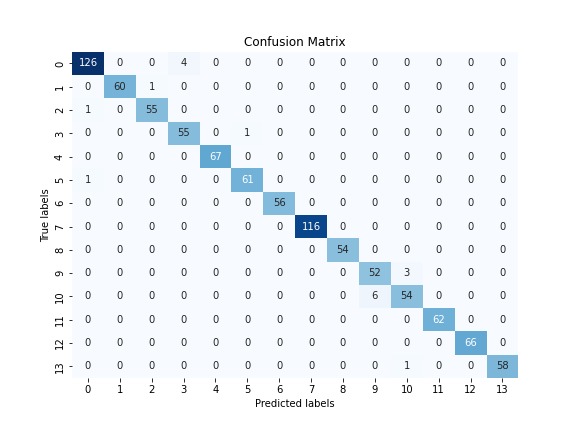 Confusion Matrix
True labels
0 126 0 0 4 0 0 0 0 0 0 0 0 0 0
1 0 60 1 0 0 0 0 0 0 0 0 0 0 0
2 1 0 55 0 0 0 0 0 0 0 0 0 0 0
3 0 0 0 55 0 1 0 0 0 0 0 0 0 0
4 0 0 0 0 67 0 0 0 0 0 0 0 0 0
5 1 0 0 0 0 61 0 0 0 0 0 0 0 0
6 0 0 0 0 0 0 56 0 0 0 0 0 0 0
7 0 0 0 0 0 0 0 116 0 0 0 0 0 0
8 0 0 0 0 0 0 0 0 54 0 0 0 0 0
9 0 0 0 0 0 0 0 0 0 52 3 0 0 0
10 0 0 0 0 0 0 0 0 0 6 54 0 0 0
11 0 0 0 0 0 0 0 0 0 0 0 62 0 0
12 0 0 0 0 0 0 0 0 0 0 0 0 66 0
13 0 0 0 0 0 0 0 0 0 0 1 0 0 58
0 1 2 3 4 5 6 7 8 9 10 11 12 13
Predicted labels